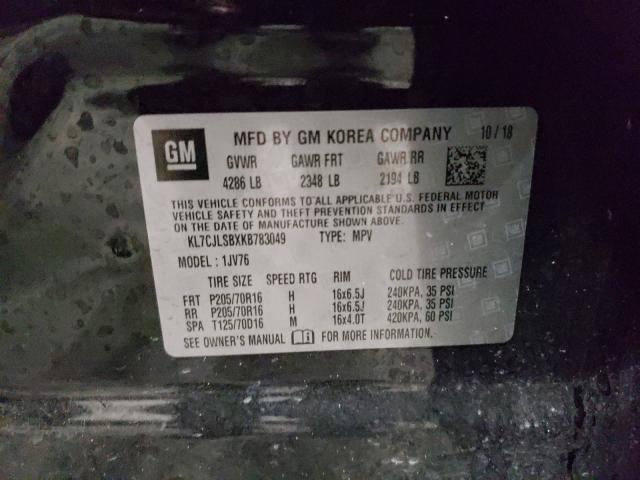 GM MFD BY GM KOREA COMPANY 10 / 18
GVWR GAWR FRT GAWR RR
4286 LB 2348 LB 2194 LB
THIS VEHICLE CONFORMS TO ALL APPLICABLE U.S. FEDERAL MOTOR
VEHICLE SAFETY AND THEFT PREVENTION STANDARDS IN EFFECT
ON THE DATE OF MANUFACTURE SHOWN ABOVE.
KL7CJLSBXKB783049 TYPE: MPV
MODEL : 1JV76
TIRE SIZE SPEED RTG RIM COLD TIRE PRESSURE
FRT P205/70R16 H 16x6.5J 240KPA, 35 PSI
RR P205/70R16 H 16x6.5J 240KPA, 35 PSI
SPA T125/70D16 M 16x4.0T 420KPA, 60 PSI
SEE OWNER'S MANUAL FOR MORE INFORMATION.